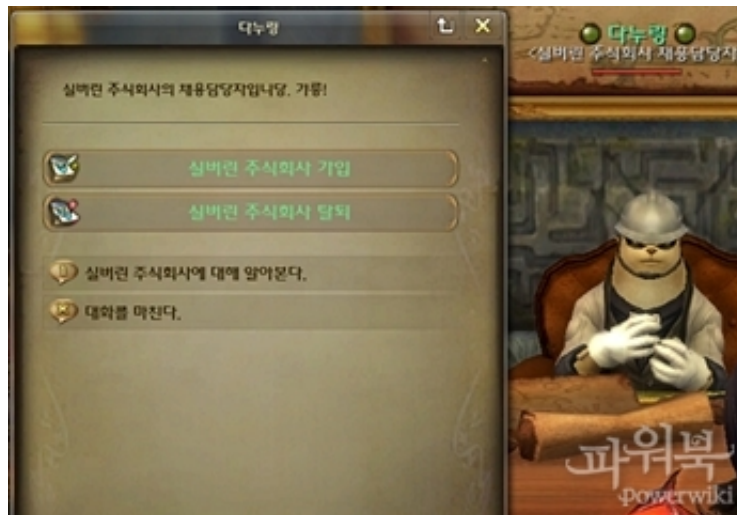 다누링
다누링
<실버린 주식회사 채용담당자
실버린 주식회사의 채용담당자입니당. 가릉!
실버린 주식회사 가입
실버린 주식회사 탈퇴
실버린 주식회사에 대해 알아본다.
대화를 마친다.
파워북
powerwiki